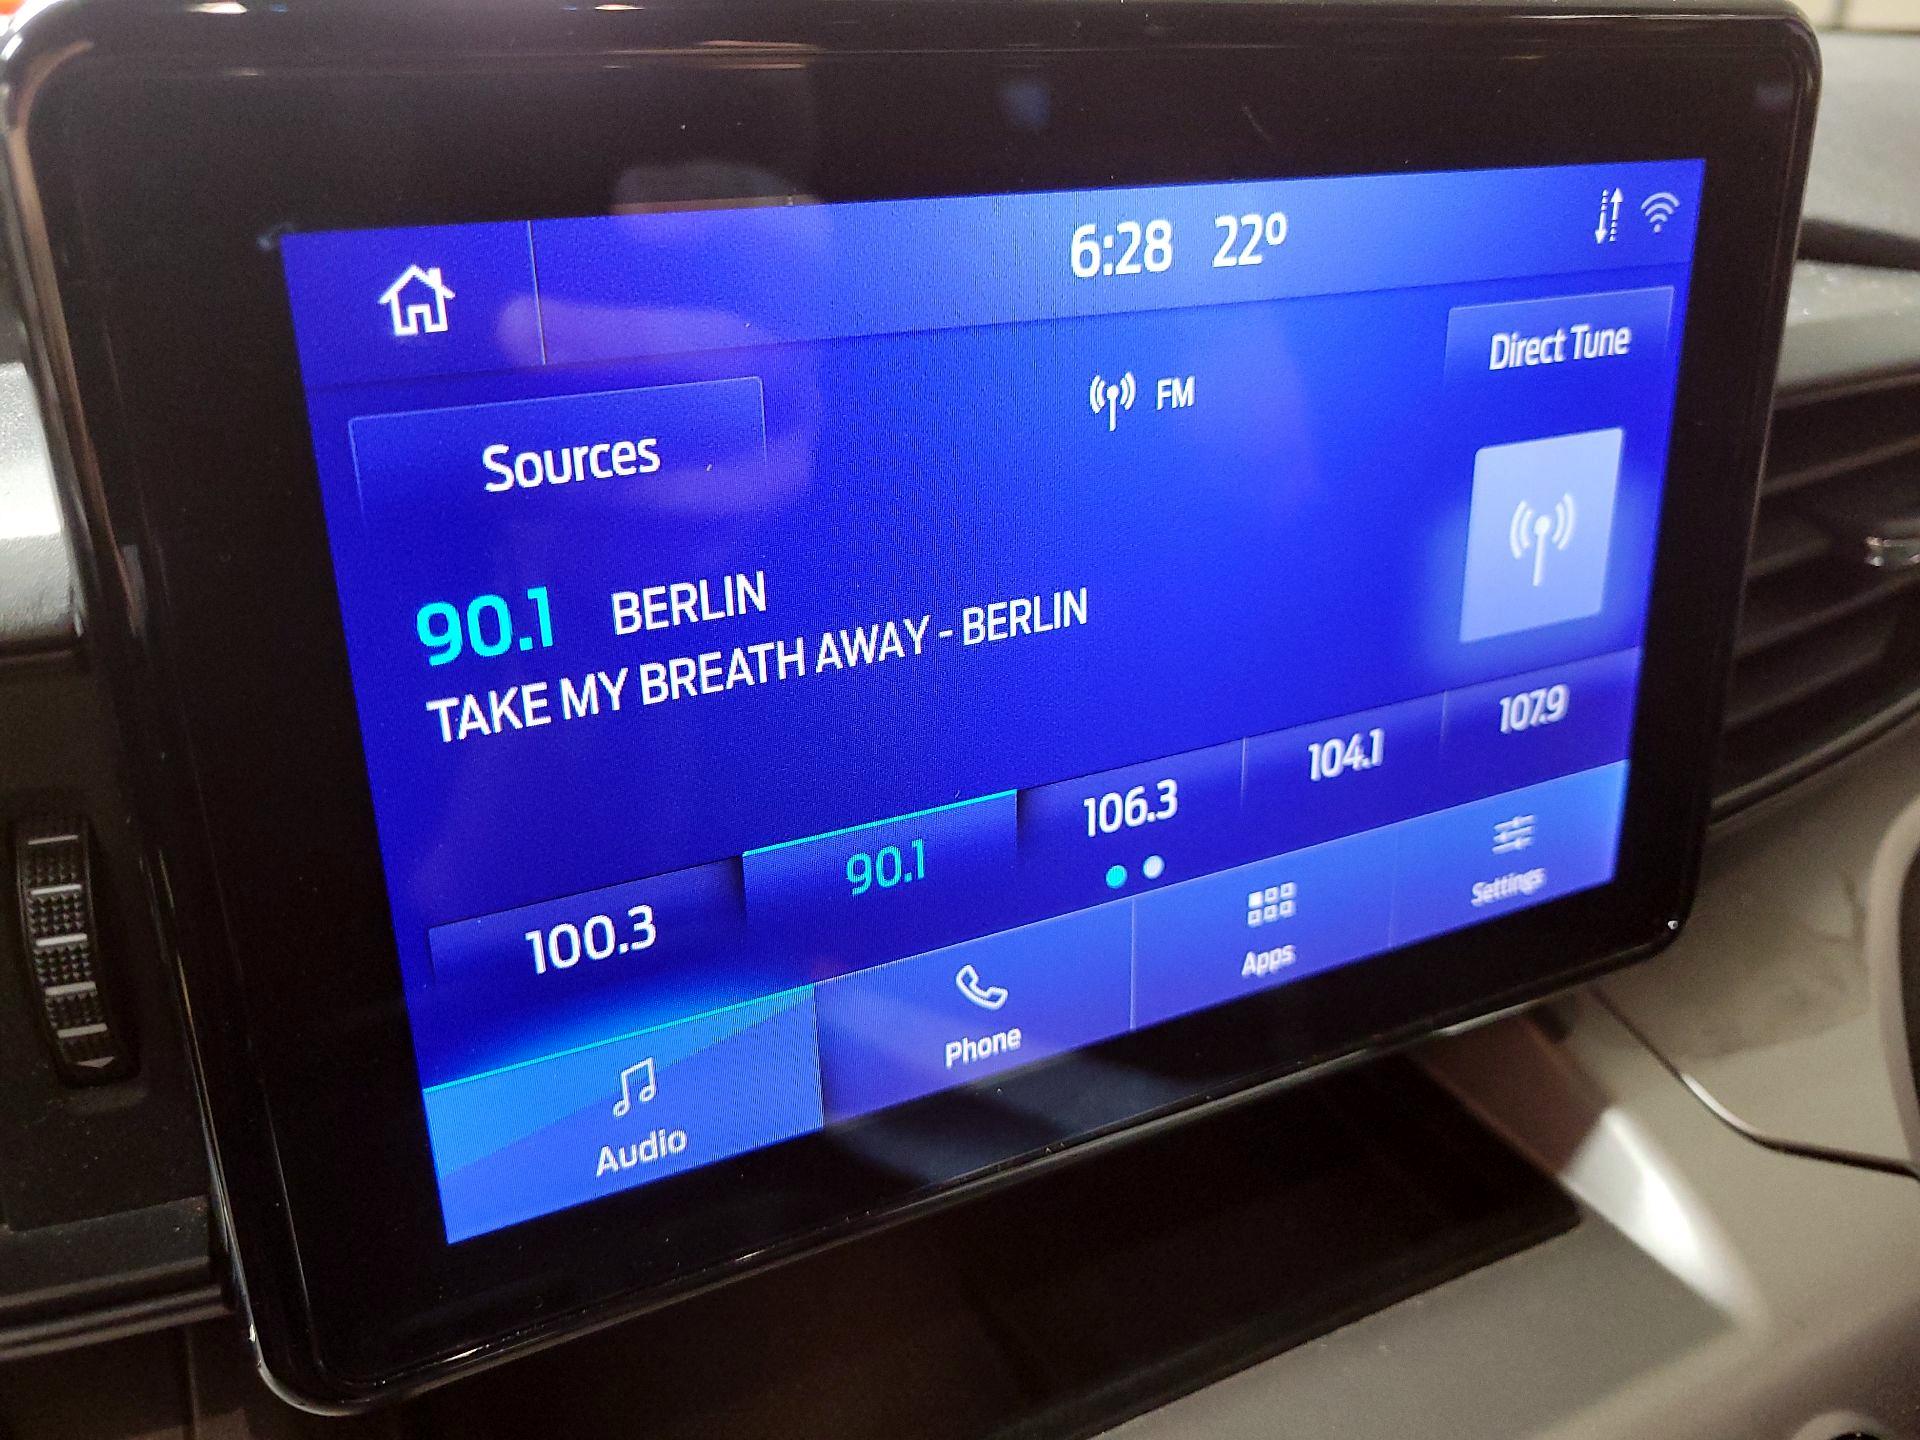 6:28 22º
Direct Tune
FM
Sources
90.1 BERLIN
TAKE MY BREATH AWAY - BERLIN
100.3 90.1 106.3 104.1 107.9
Audio Phone Apps Settings